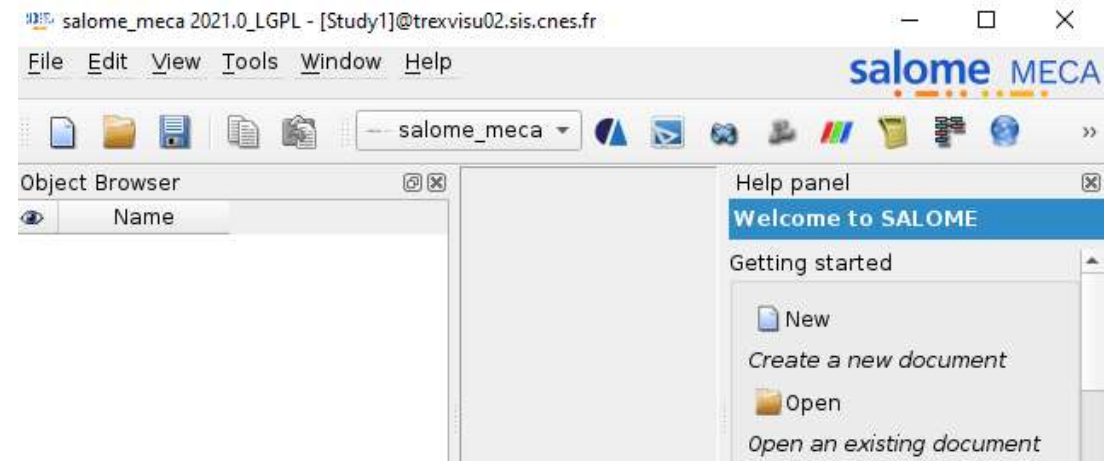 salome_meca 2021.0_LGPL - [Study1]@trexvisu02.sis.cnes.fr
File Edit View Tools Window Help
salome MECA
salome_meca
»
Object Browser
Name
Help panel
Welcome to SALOME
Getting started
New
Create a new document
Open
Open an existing document